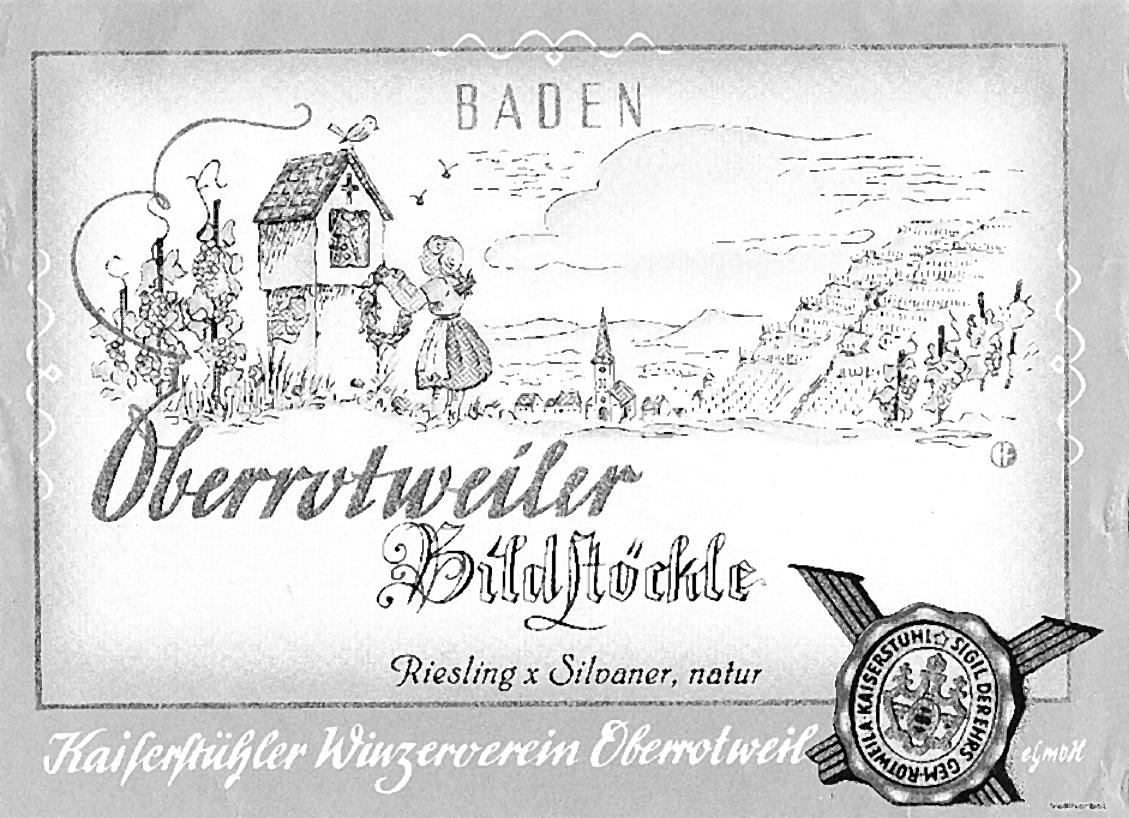 BADEN
Oberrotweiler
Bildstöckle
Riesling x Silvaner, natur
Kaiserstühler Winzerverein Oberrotweil eGmbH
SIGIL DER EHRS GEM·ROTWEIL A·KAISERSTUHL